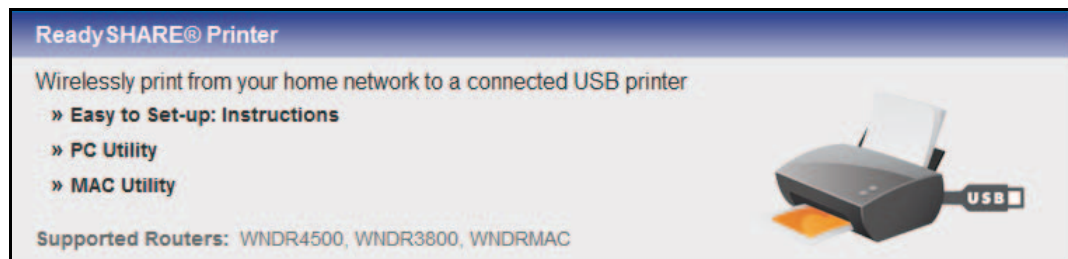 ReadySHARE® Printer
Wirelessly print from your home network to a connected USB printer
» Easy to Set-up: Instructions
» PC Utility
» MAC Utility
USB
Supported Routers: WNDR4500, WNDR3800, WNDRMAC